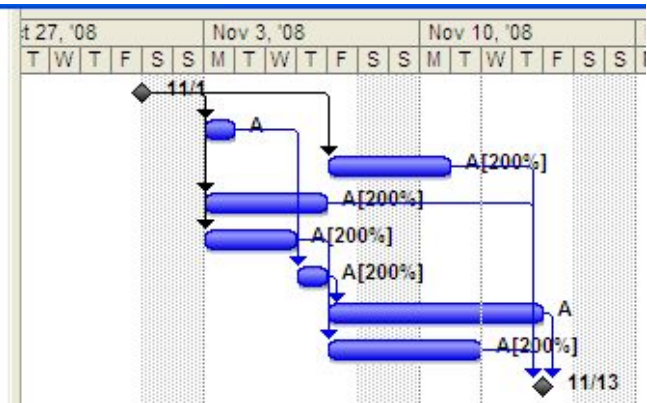 t 27, '08 Nov 3, '08 Nov 10, '08
T W T F S S M T W T F S S M T W T F S S
11/1
A
A[200%]
A[200%]
A[200%]
A[200%]
A
A[200%]
11/13